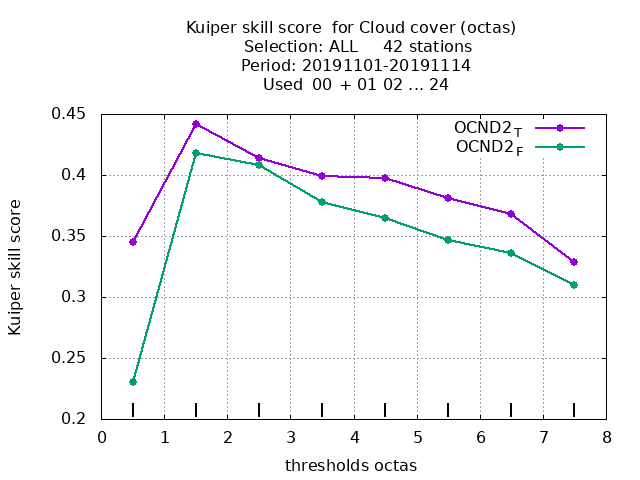 Kuiper skill score  for Cloud cover (octas)
Selection: ALL     42 stations
Period: 20191101-20191114
Used  00 + 01 02 ... 24
OCND2T
OCND2F
0.45
0.4
0.35
0.3
0.25
0.2
Kuiper skill score
0 1 2 3 4 5 6 7 8
thresholds octas